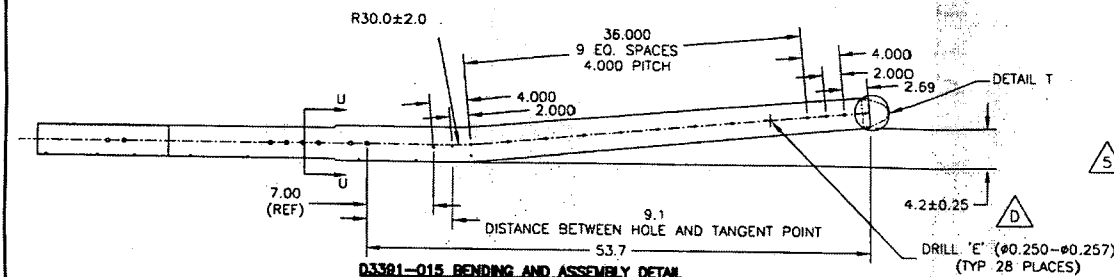 R30.0±2.0
36.000
9 EQ. SPACES
4.000 PITCH
4.000
2.000
2.69
DETAIL T
4.000
2.000
U
U
7.00
(REF)
9.1
DISTANCE BETWEEN HOLE AND TANGENT POINT
53.7
4.2±0.25
S
D
DRILL 'E' (ø0.250-ø0.257)
(TYP 28 PLACES)
D3391-015 BENDING AND ASSEMBLY DETAIL